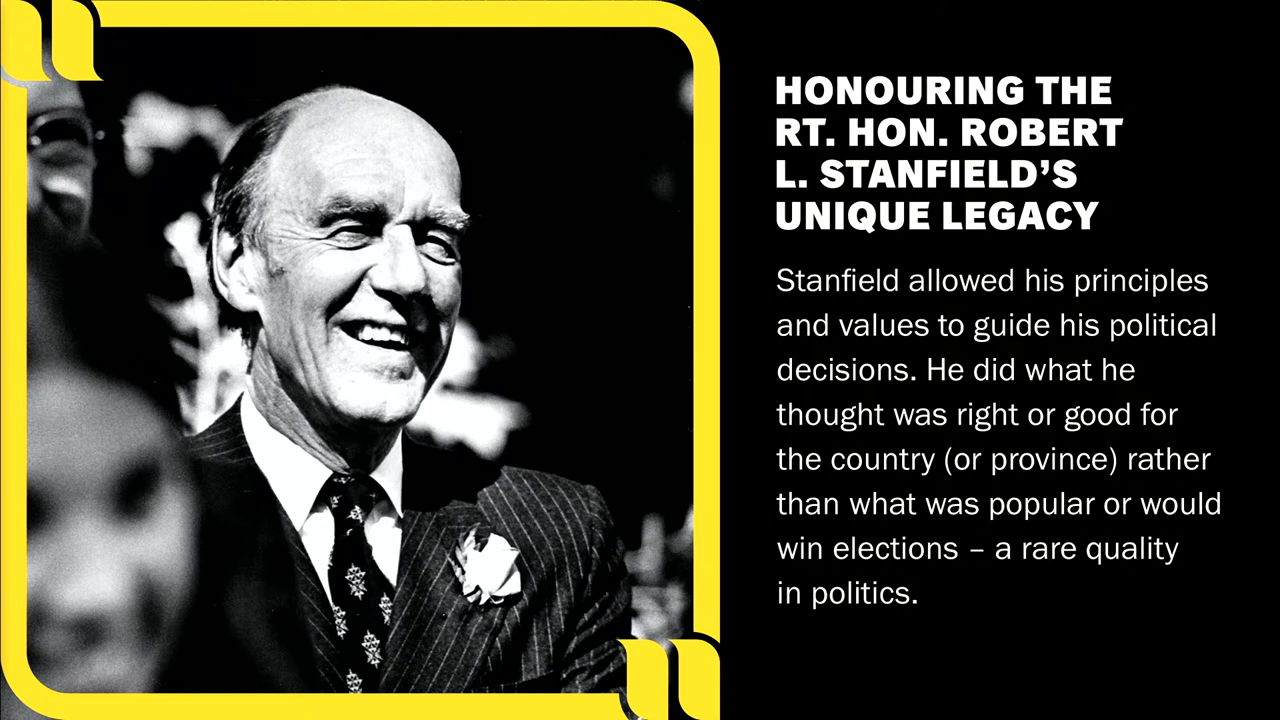 HONOURING THE
RT. HON. ROBERT
L. STANFIELD’S
UNIQUE LEGACY
Stanfield allowed his principles
and values to guide his political
decisions. He did what he
thought was right or good for
the country (or province) rather
than what was popular or would
win elections – a rare quality
in politics.